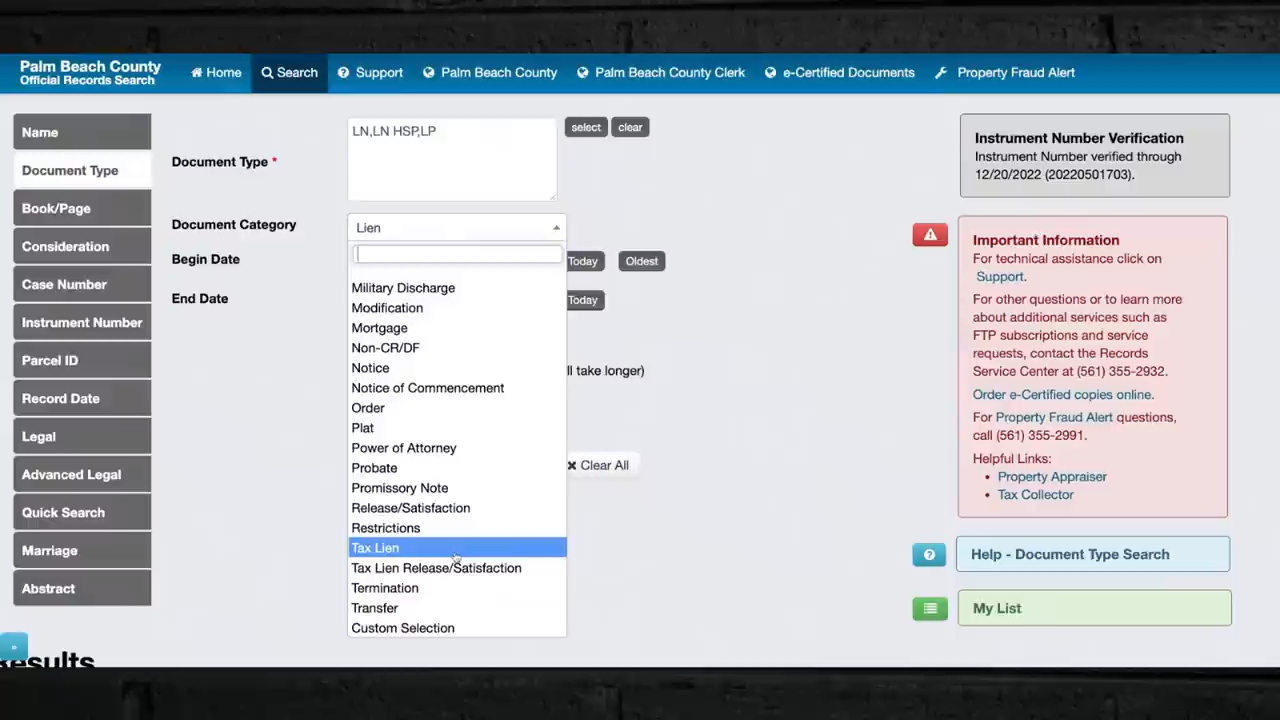 Palm Beach County
Official Records Search
Home
Search
Support
Palm Beach County
Palm Beach County Clerk
e-Certified Documents
Property Fraud Alert
Name
Document Type
Book/Page
Consideration
Case Number
Instrument Number
Parcel ID
Record Date
Legal
Advanced Legal
Quick Search
Marriage
Abstract
Document Type *
LN,LN HSP,LP
select
clear
Document Category
Lien
Begin Date
Today
Oldest
End Date
Today
Military Discharge
Modification
Mortgage
Non-CR/DF
Notice
Notice of Commencement
Order
Plat
Power of Attorney
Probate
Promissory Note
Release/Satisfaction
Restrictions
Tax Lien
Tax Lien Release/Satisfaction
Termination
Transfer
Custom Selection
ll take longer)
Clear All
Instrument Number Verification
Instrument Number verified through
12/20/2022 (20220501703).
Important Information
For technical assistance click on
Support.
For other questions or to learn more
about additional services such as
FTP subscriptions and service
requests, contact the Records
Service Center at (561) 355-2932.
Order e-Certified copies online.
For Property Fraud Alert questions,
call (561) 355-2991.
Helpful Links:
• Property Appraiser
• Tax Collector
Help - Document Type Search
My List
»
esults